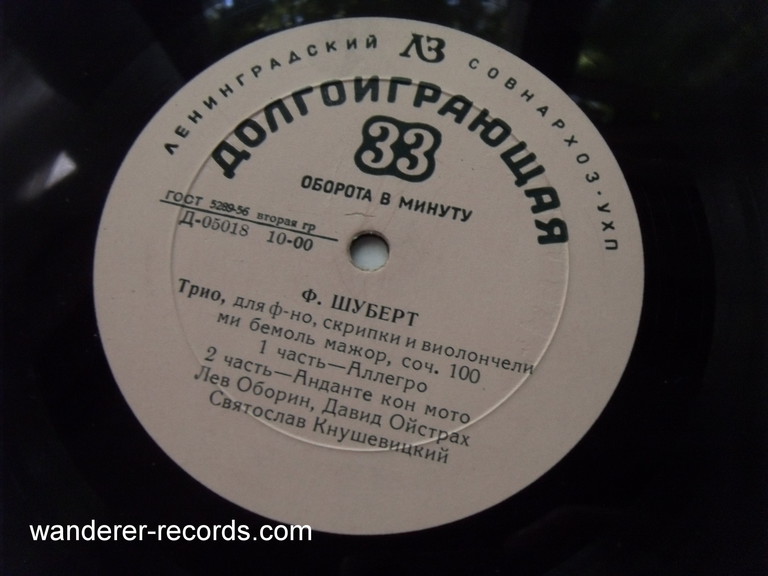 ЛЕНИНГРАДСКИЙ ЛЗ СОВНАРХОЗ · УХП
ДОЛГОИГРАЮЩАЯ
33
ОБОРОТА В МИНУТУ
ГОСТ 5289-56 вторая гр
Д-05018 10-00
Ф. ШУБЕРТ
Трио, для ф-но, скрипки и виолончели
ми бемоль мажор, соч. 100
1 часть—Аллегро
2 часть—Анданте кон мото
Лев Оборин, Давид Ойстрах
Святослав Кнушевицкий
wanderer-records.com